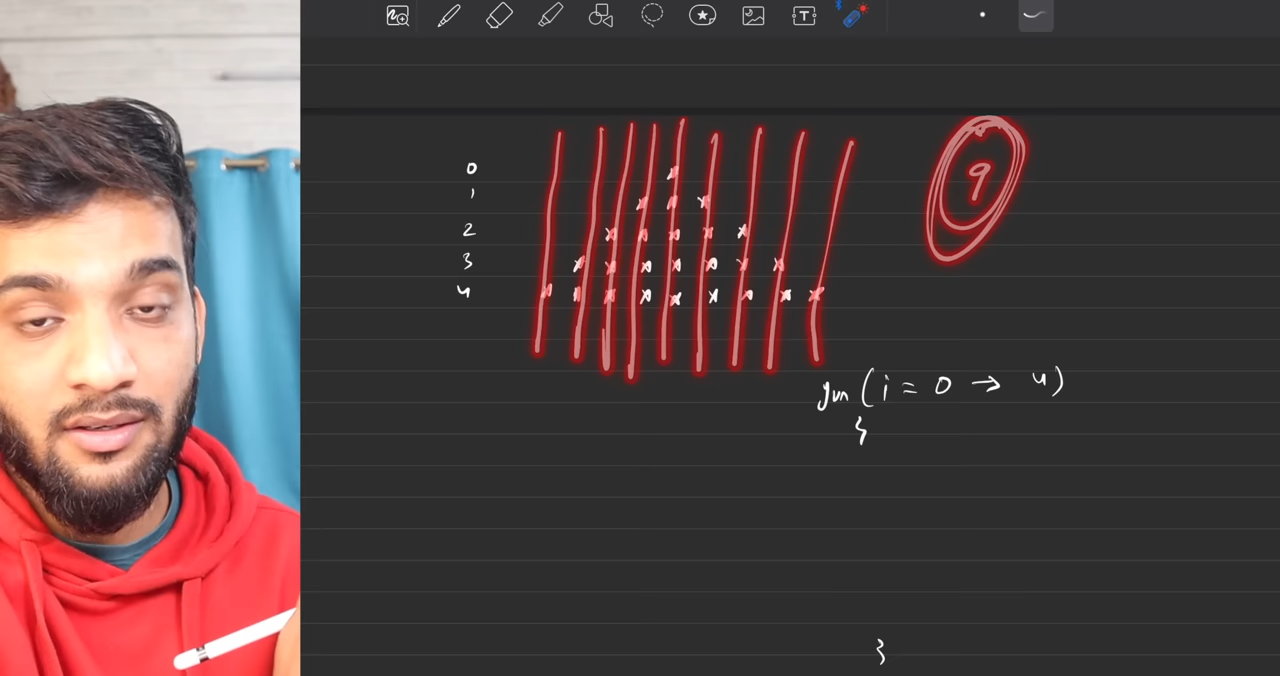 0
1
2
3
4
x
x x x
x x x x x
x x x x x x x
x x x x x x x x x
9
for (i = 0 → 4)
{
}